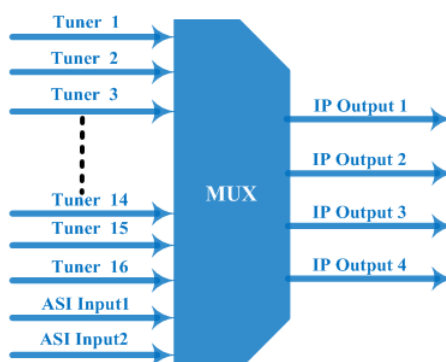 Tuner 1
Tuner 2
Tuner 3
Tuner 14
Tuner 15
Tuner 16
ASI Input1
ASI Input2
MUX
IP Output 1
IP Output 2
IP Output 3
IP Output 4